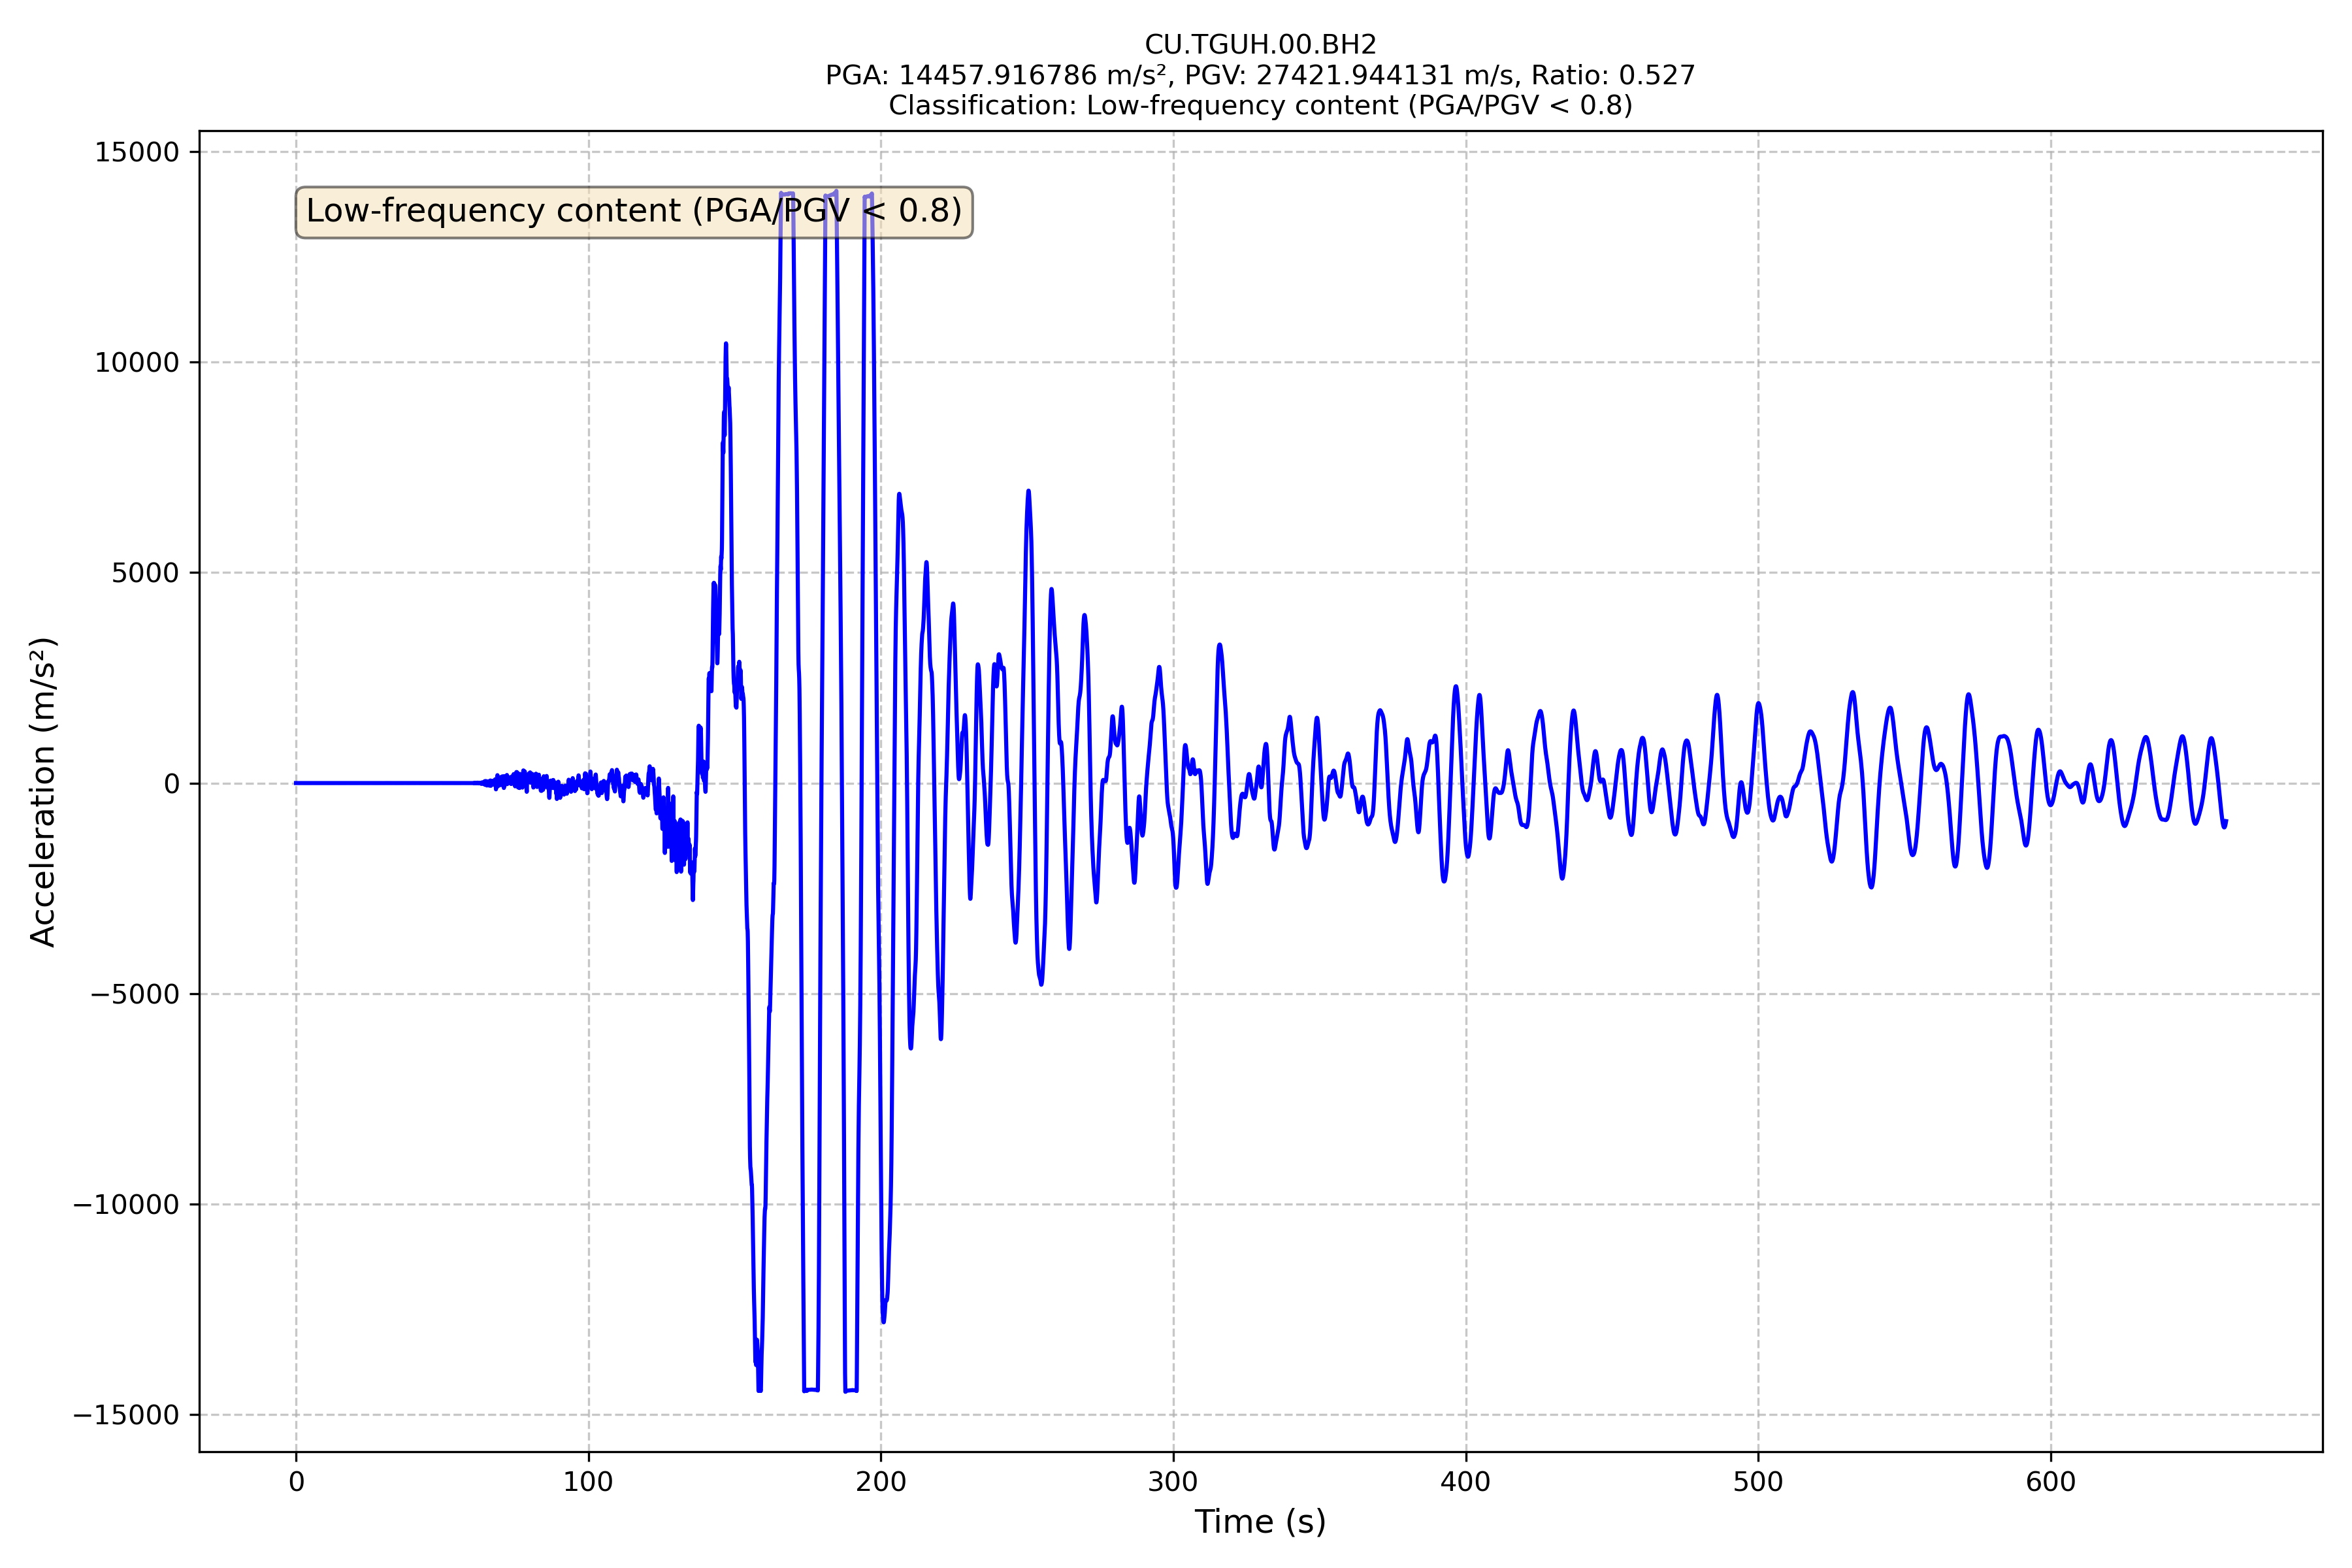 CU.TGUH.00.BH2
PGA: 14457.916786 m/s², PGV: 27421.944131 m/s, Ratio: 0.527
Classification: Low-frequency content (PGA/PGV < 0.8)
Low-frequency content (PGA/PGV < 0.8)
15000
10000
5000
0
−5000
−10000
−15000
Acceleration (m/s²)
0 100 200 300 400 500 600
Time (s)